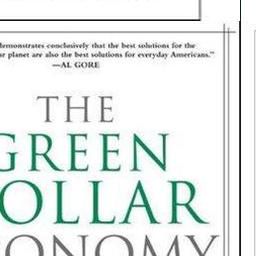 demonstrates conclusively that the best solutions for the
planet are also the best solutions for everyday Americans."
—AL GORE
THE
GREEN
OLLAR
ONOMY